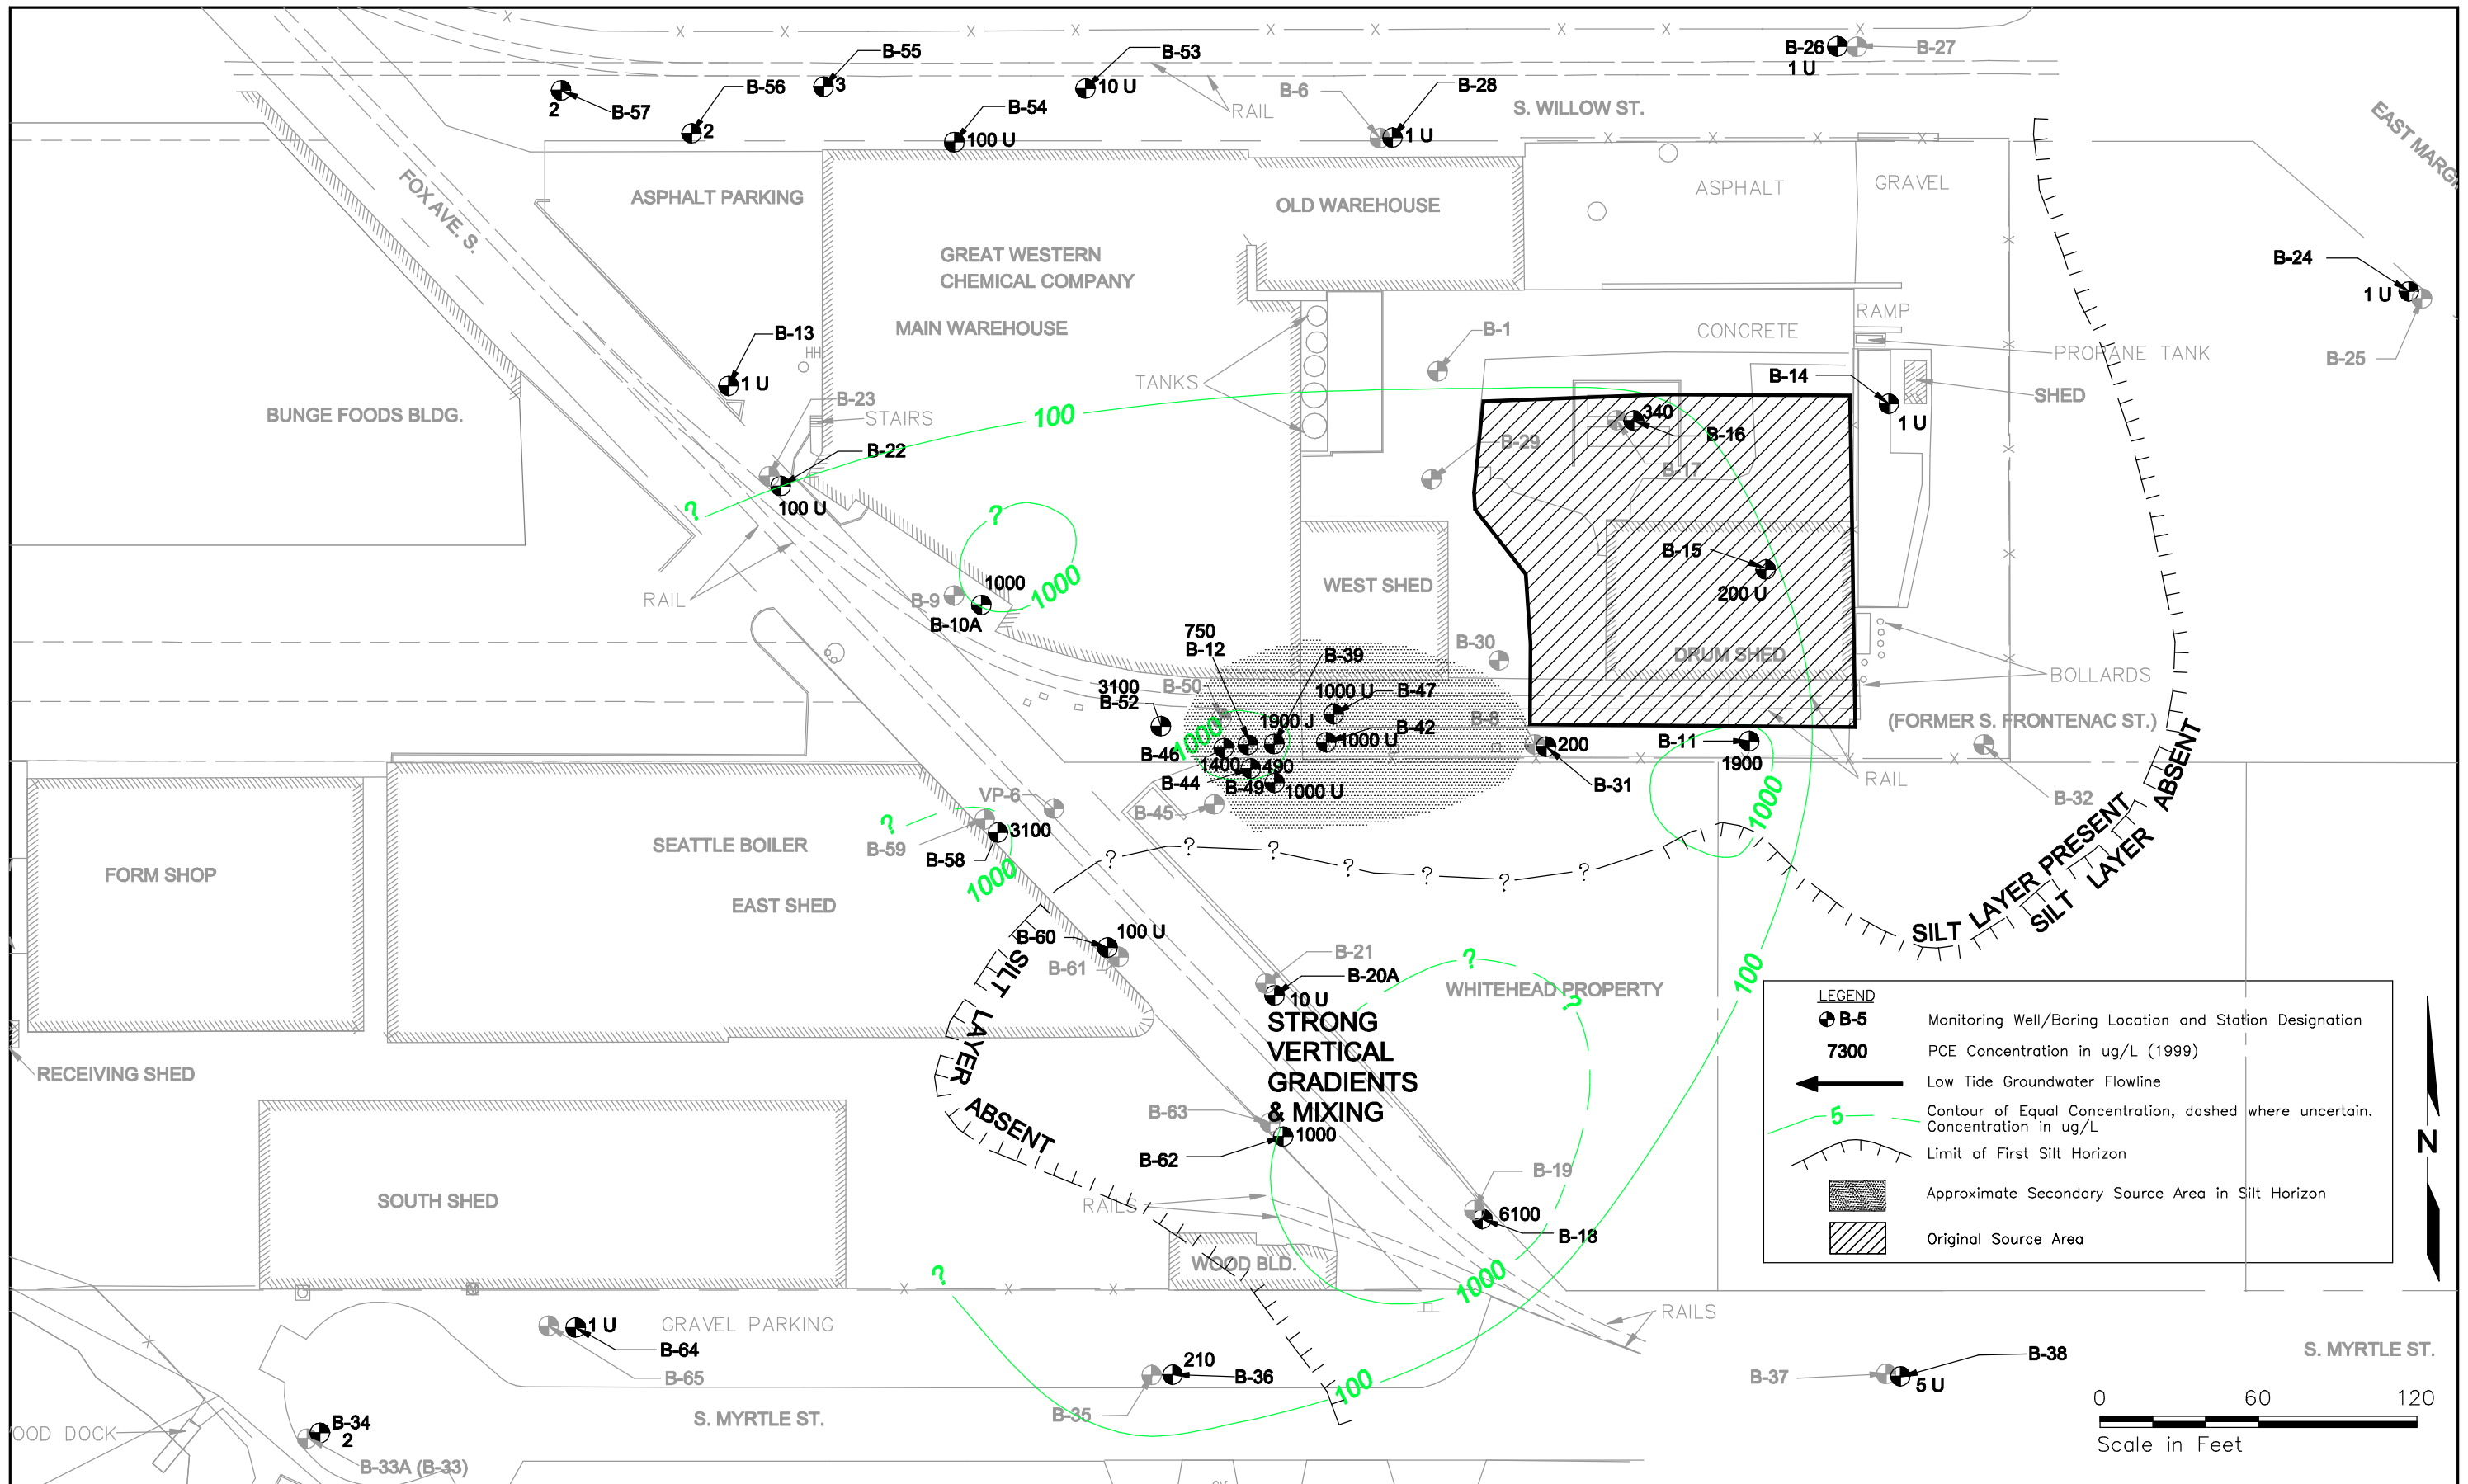 B-55
B-53
B-26
1 U
B-27
B-56
3
10 U
B-28
B-6
2
B-57
2
B-54
100 U
RAIL
1 U
S. WILLOW ST.
FOX AVE. S.
ASPHALT PARKING
OLD WAREHOUSE
ASPHALT
GRAVEL
GREAT WESTERN
CHEMICAL COMPANY
MAIN WAREHOUSE
B-24
1 U
B-25
B-13
1 U
HH
TANKS
B-1
CONCRETE
RAMP
PROPANE TANK
SHED
B-14
1 U
BUNGE FOODS BLDG.
B-23
STAIRS
100
B-22
100 U
?
340
B-16
B-17
B-29
?
1000
1000
B-9
B-10A
RAIL
WEST SHED
B-15
200 U
DRUM SHED
BOLLARDS
(FORMER S. FRONTENAC ST.)
750
B-12
B-39
B-30
3100
B-52
B-50
1000 U
B-47
1900 J
1000
B-8
B-42
1000 U
B-46
1400
490
B-44
B-49
1000 U
200
B-31
B-11
1900
RAIL
B-32
1000
VP-6
B-45
?
B-59
3100
B-58
1000
FORM SHOP
SEATTLE BOILER
EAST SHED
? ? ? ? ? ? ?
SILT LAYER PRESENT
SILT LAYER ABSENT
B-60
100 U
B-61
SILT LAYER ABSENT
B-21
B-20A
10 U
?
?
WHITEHEAD PROPERTY
100
STRONG
VERTICAL
GRADIENTS
& MIXING
RECEIVING SHED
B-63
1000
B-62
B-19
6100
B-18
RAILS
SOUTH SHED
WOOD BLD.
1000
?
RAILS
1 U
B-64
B-65
GRAVEL PARKING
210
B-36
B-35
100
B-37
B-38
5 U
S. MYRTLE ST.
S. MYRTLE ST.
OOD DOCK
B-34
2
B-33A (B-33)
LEGEND
B-5 Monitoring Well/Boring Location and Station Designation
7300 PCE Concentration in ug/L (1999)
Low Tide Groundwater Flowline
5 Contour of Equal Concentration, dashed where uncertain.
Concentration in ug/L
Limit of First Silt Horizon
Approximate Secondary Source Area in Silt Horizon
Original Source Area
N
0 60 120
Scale in Feet